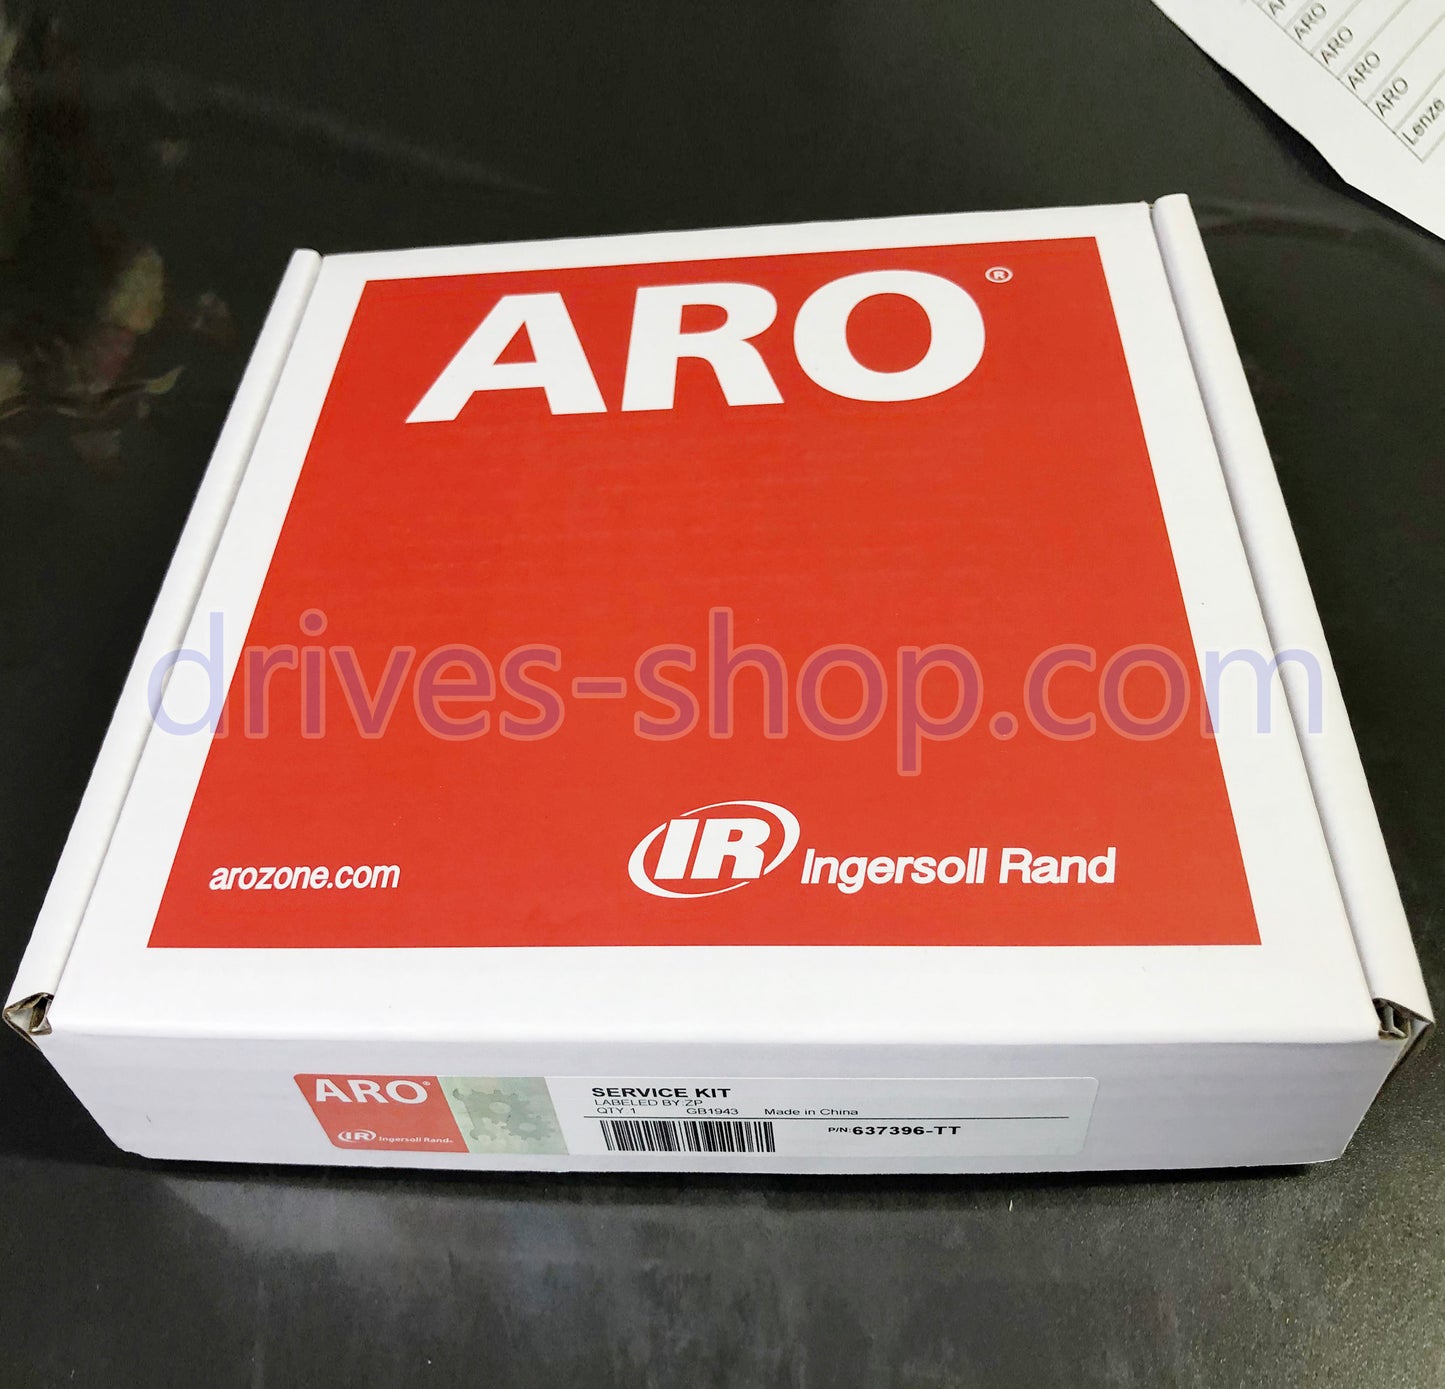 ARO
ARO
ARO
ARO
Lenze
ARO®
drives-shop.com
arozone.com
IR Ingersoll Rand
ARO®
IR Ingersoll Rand®
SERVICE KIT
LABELED BY:ZP
QTY 1 GB1943 Made in China
P/N:637396-TT